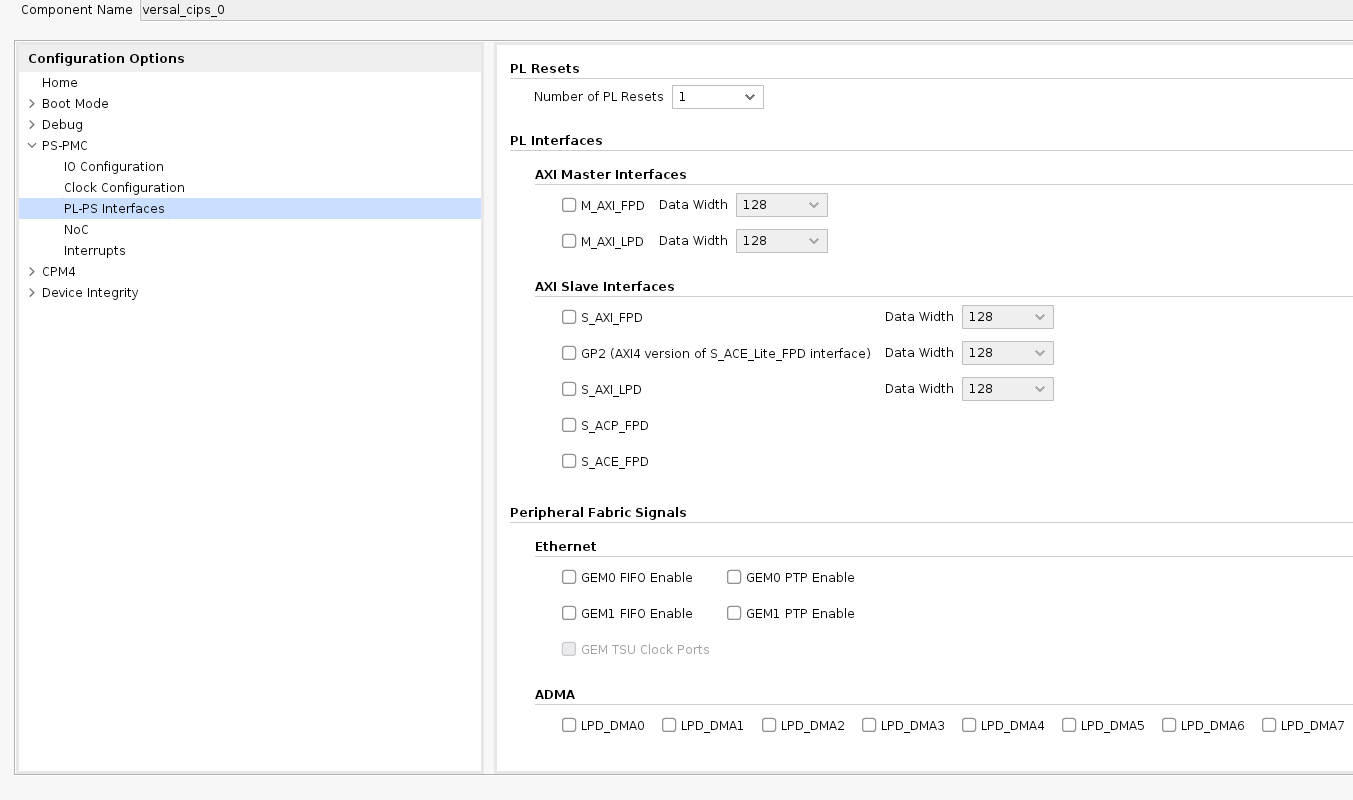 Component Name versal_cips_0
Configuration Options
Home
Boot Mode
Debug
PS-PMC
IO Configuration
Clock Configuration
PL-PS Interfaces
NoC
Interrupts
CPM4
Device Integrity
PL Resets
Number of PL Resets 1
PL Interfaces
AXI Master Interfaces
M_AXI_FPD Data Width 128
M_AXI_LPD Data Width 128
AXI Slave Interfaces
S_AXI_FPD Data Width 128
GP2 (AXI4 version of S_ACE_Lite_FPD interface) Data Width 128
S_AXI_LPD Data Width 128
S_ACP_FPD
S_ACE_FPD
Peripheral Fabric Signals
Ethernet
GEM0 FIFO Enable GEM0 PTP Enable
GEM1 FIFO Enable GEM1 PTP Enable
GEM TSU Clock Ports
ADMA
LPD_DMA0 LPD_DMA1 LPD_DMA2 LPD_DMA3 LPD_DMA4 LPD_DMA5 LPD_DMA6 LPD_DMA7